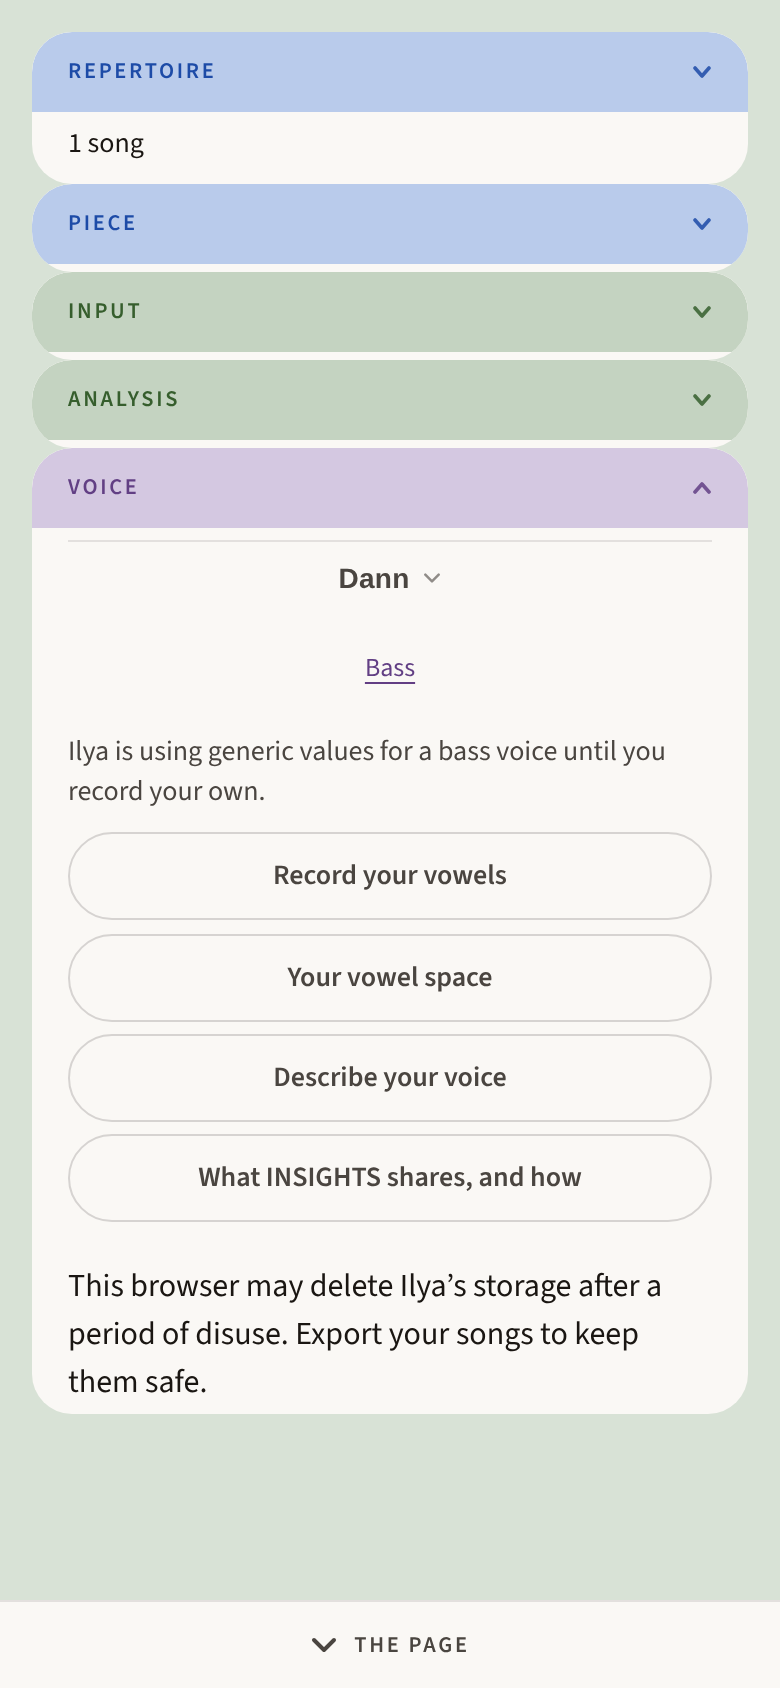 REPERTOIRE
1 song
PIECE
INPUT
ANALYSIS
VOICE
Dann
Bass
Ilya is using generic values for a bass voice until you
record your own.
Record your vowels
Your vowel space
Describe your voice
What INSIGHTS shares, and how
This browser may delete Ilya’s storage after a
period of disuse. Export your songs to keep
them safe.
THE PAGE